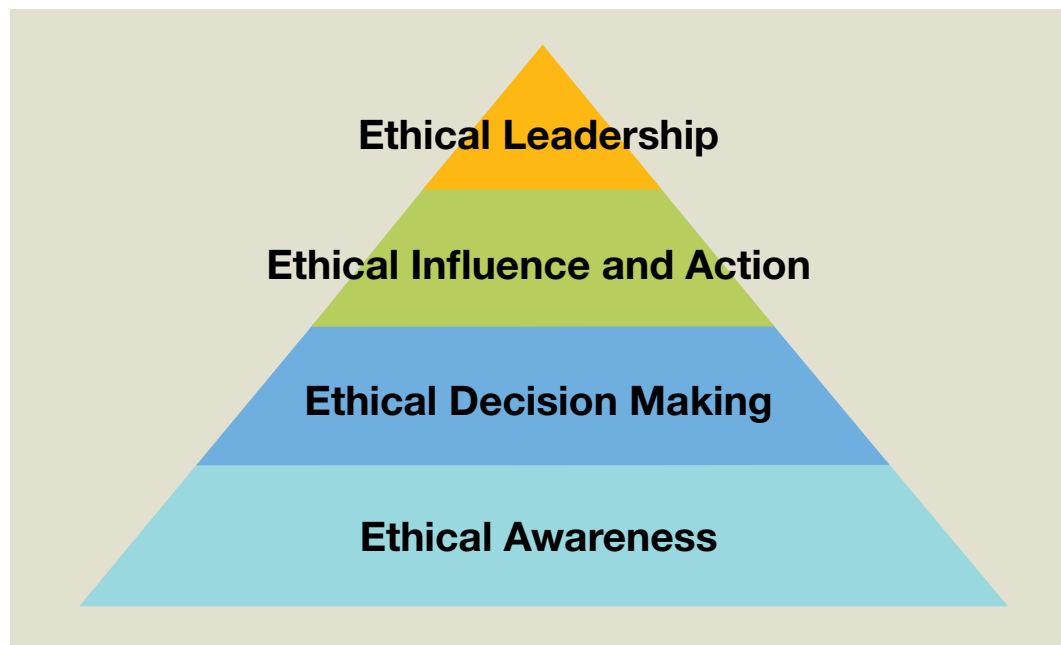 Ethical Leadership
Ethical Influence and Action
Ethical Decision Making
Ethical Awareness